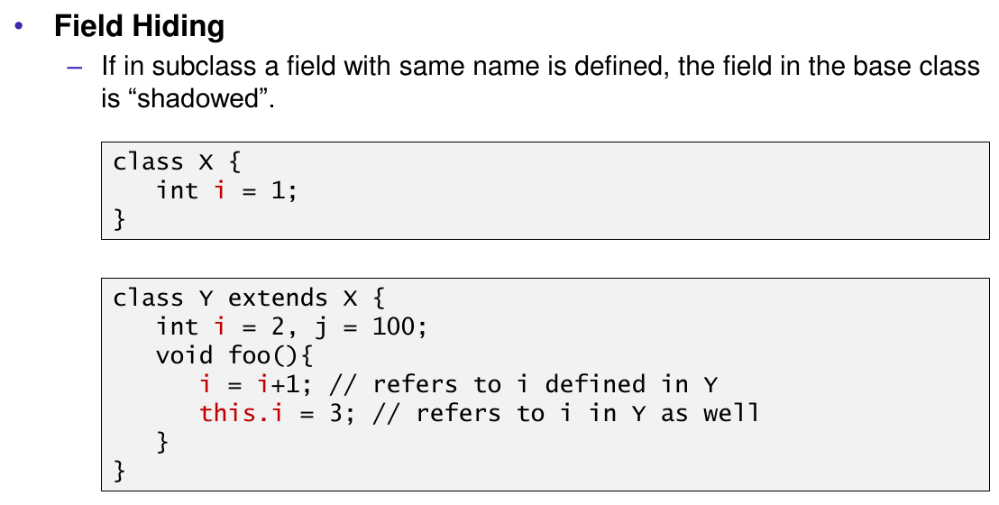 • Field Hiding
– If in subclass a field with same name is defined, the field in the base class
is “shadowed”.
class X {
   int i = 1;
}
class Y extends X {
   int i = 2, j = 100;
   void foo(){
      i = i+1; // refers to i defined in Y
      this.i = 3; // refers to i in Y as well
   }
}